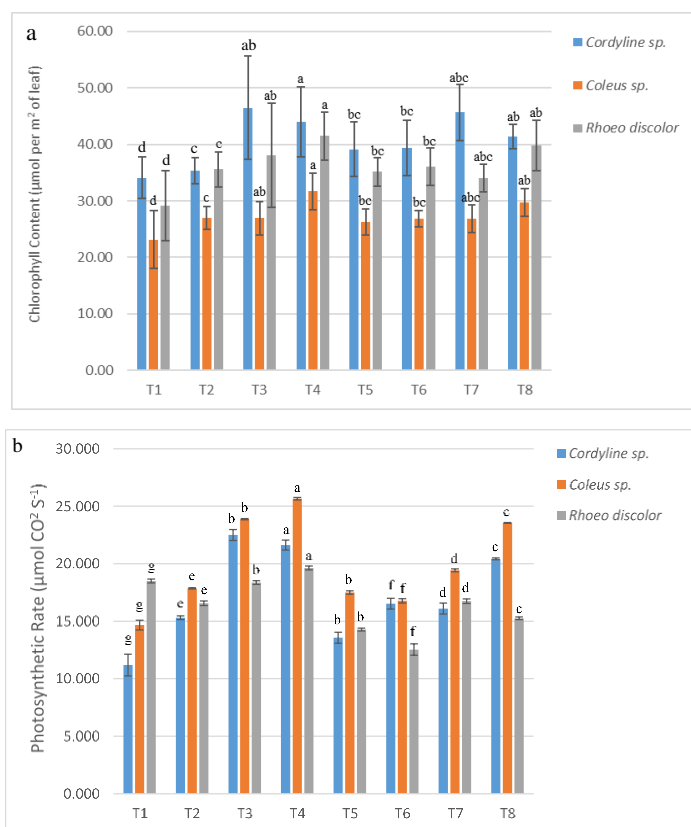 a
60.00
50.00
40.00
30.00
20.00
10.00
0.00
Chlorophyll Content (µmol per m² of leaf)
d d d
c c c
ab ab ab
a a a
bc bc bc
bc bc bc
abc abc abc
ab ab ab
T1 T2 T3 T4 T5 T6 T7 T8
Cordyline sp.
Coleus sp.
Rhoeo discolor
b
30.000
25.000
20.000
15.000
10.000
5.000
0.000
Photosynthetic Rate (µmol CO² S⁻¹)
g g g
e e e
b b b
a a a
b b b
f f f
d d d
c c c
T1 T2 T3 T4 T5 T6 T7 T8
Cordyline sp.
Coleus sp.
Rhoeo discolor